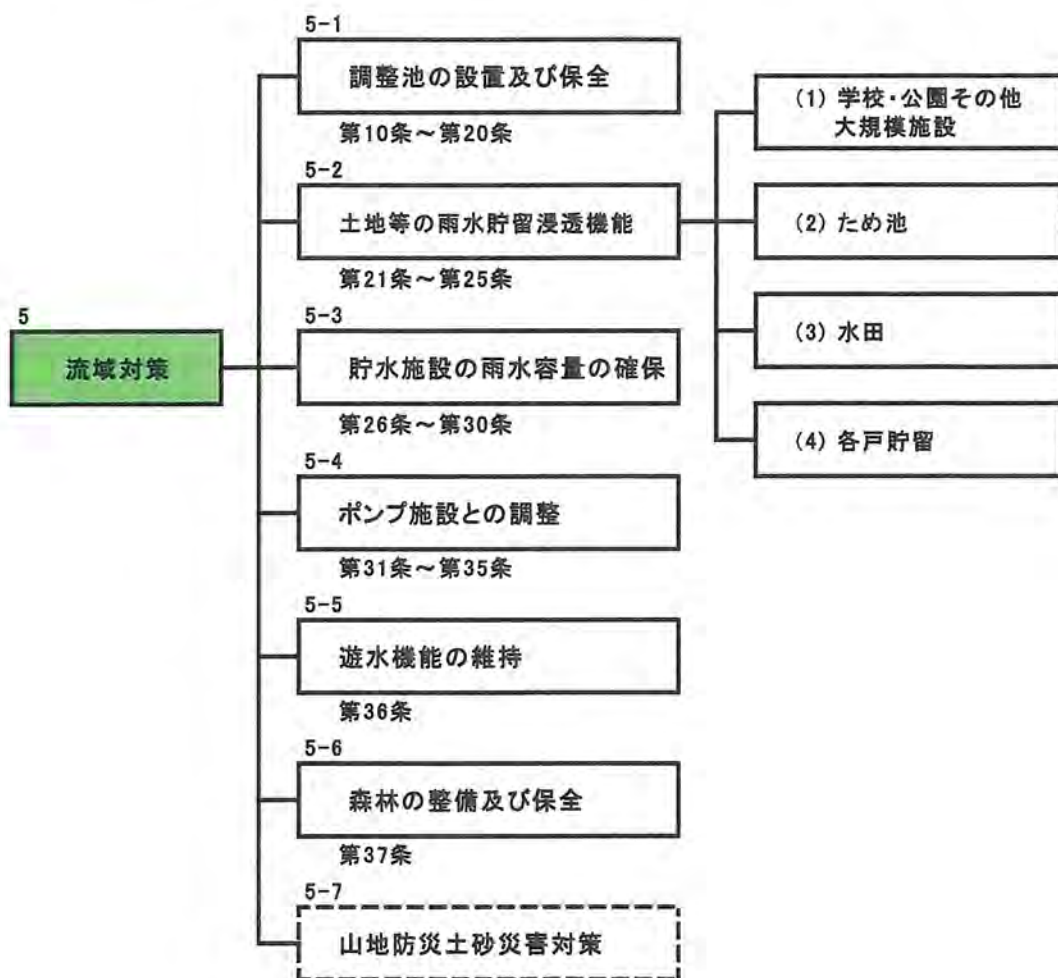 5
流域対策
5-1
調整池の設置及び保全
第10条～第20条
5-2
土地等の雨水貯留浸透機能
第21条～第25条
5-3
貯水施設の雨水容量の確保
第26条～第30条
5-4
ポンプ施設との調整
第31条～第35条
5-5
遊水機能の維持
第36条
5-6
森林の整備及び保全
第37条
5-7
山地防災土砂災害対策
(1) 学校・公園その他
大規模施設
(2) ため池
(3) 水田
(4) 各戸貯留